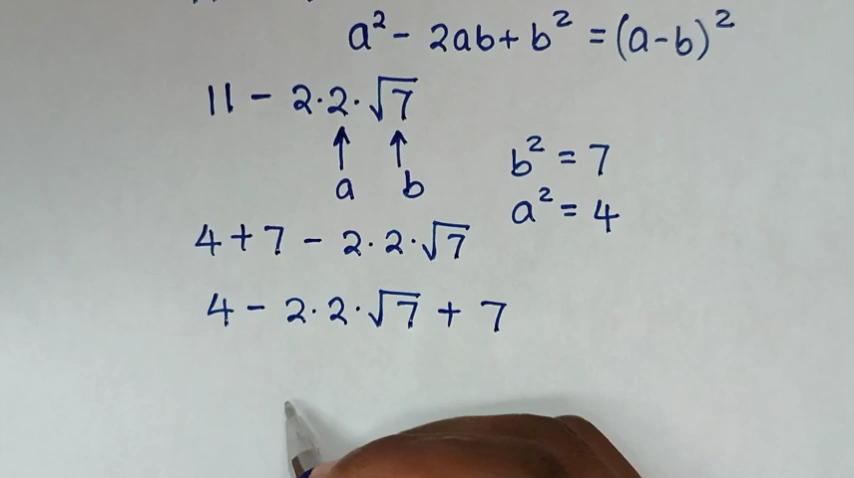 a² - 2ab + b² = (a-b)²
11 - 2·2·√7
↑ ↑
a b
b² = 7
a² = 4
4 + 7 - 2·2·√7
4 - 2·2·√7 + 7